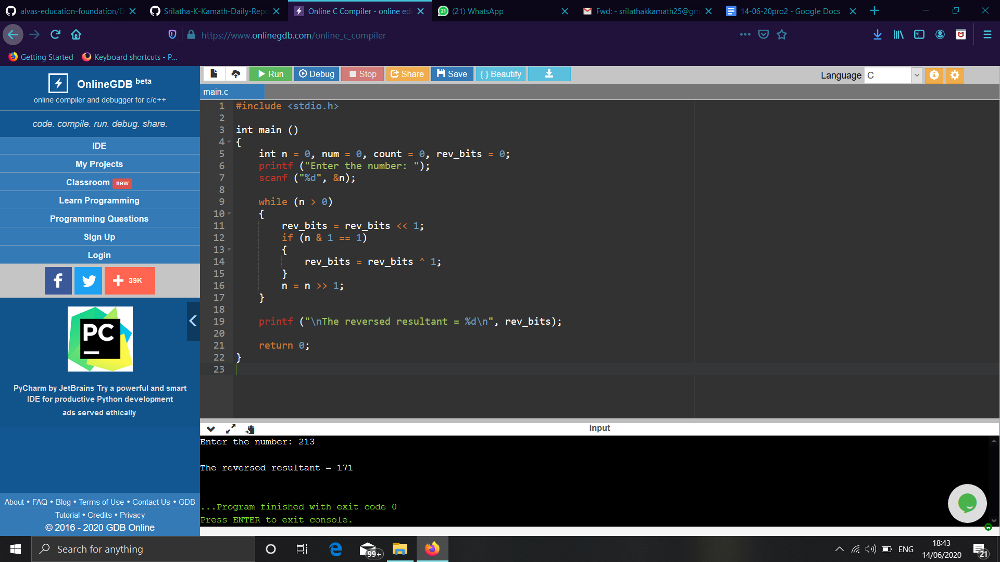 alvas-education-foundation/D
Srilatha-K-Kamath-Daily-Repo
Online C Compiler - online edi
(21) WhatsApp
Fwd: - srilathakkamath25@gm
14-06-20pro2 - Google Docs
https://www.onlinegdb.com/online_c_compiler
Getting Started
Keyboard shortcuts - P...
OnlineGDB beta
online compiler and debugger for c/c++
code. compile. run. debug. share.
IDE
My Projects
Classroom new
Learn Programming
Programming Questions
Sign Up
Login
39K
PC
PyCharm by JetBrains Try a powerful and smart
IDE for productive Python development
ads served ethically
About • FAQ • Blog • Terms of Use • Contact Us • GDB
Tutorial • Credits • Privacy
© 2016 - 2020 GDB Online
Run Debug Stop Share Save { } Beautify
Language C
main.c
1 #include <stdio.h>
2
3 int main ()
4 {
5 int n = 0, num = 0, count = 0, rev_bits = 0;
6 printf ("Enter the number: ");
7 scanf ("%d", &n);
8
9 while (n > 0)
10 {
11 rev_bits = rev_bits << 1;
12 if (n & 1 == 1)
13 {
14 rev_bits = rev_bits ^ 1;
15 }
16 n = n >> 1;
17 }
18
19 printf ("\nThe reversed resultant = %d\n", rev_bits);
20
21 return 0;
22 }
23
input
Enter the number: 213
The reversed resultant = 171
...Program finished with exit code 0
Press ENTER to exit console.
Search for anything
99+
ENG
18:43
14/06/2020
21